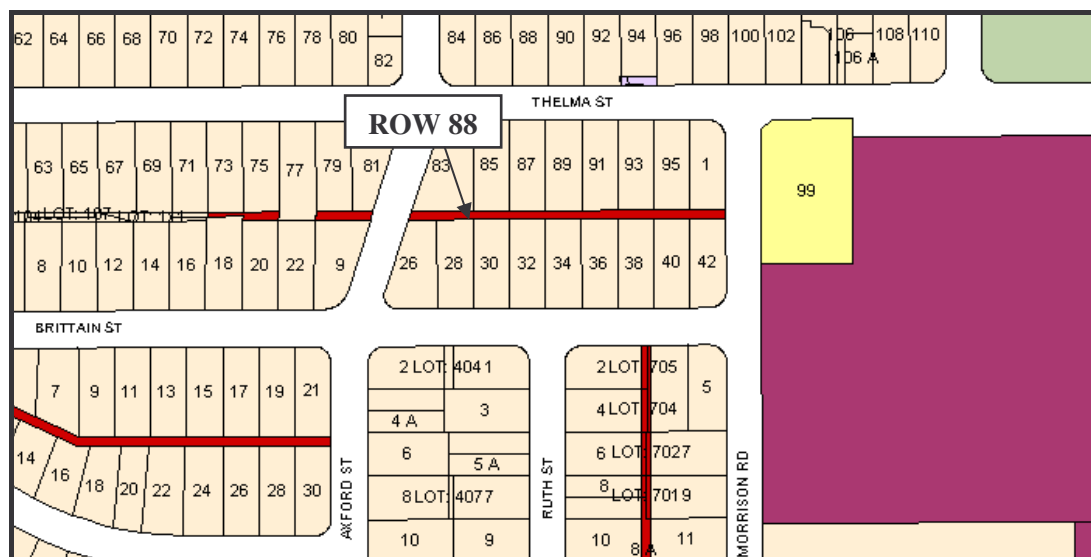 62 64 66 68 70 72 74 76 78 80 84 86 88 90 92 94 96 98 100 102 106 108 110
82 106 A
THELMA ST
ROW 88
63 65 67 69 71 73 75 77 79 81 83 85 87 89 91 93 95 1
99
104 LOT: 107 LOT: 111
8 10 12 14 16 18 20 22 9 26 28 30 32 34 36 38 40 42
BRITTAIN ST
2 LOT: 4041 2 LOT: 705
7 9 11 13 15 17 19 21 5
4 A 3 4 LOT: 704
6 5 A 6 LOT: 7027
14 16 18 20 22 24 26 28 30
8 LOT: 4077 8 LOT: 7019
10 9 10 8 A 11
AXFORD ST
RUTH ST
MORRISON RD